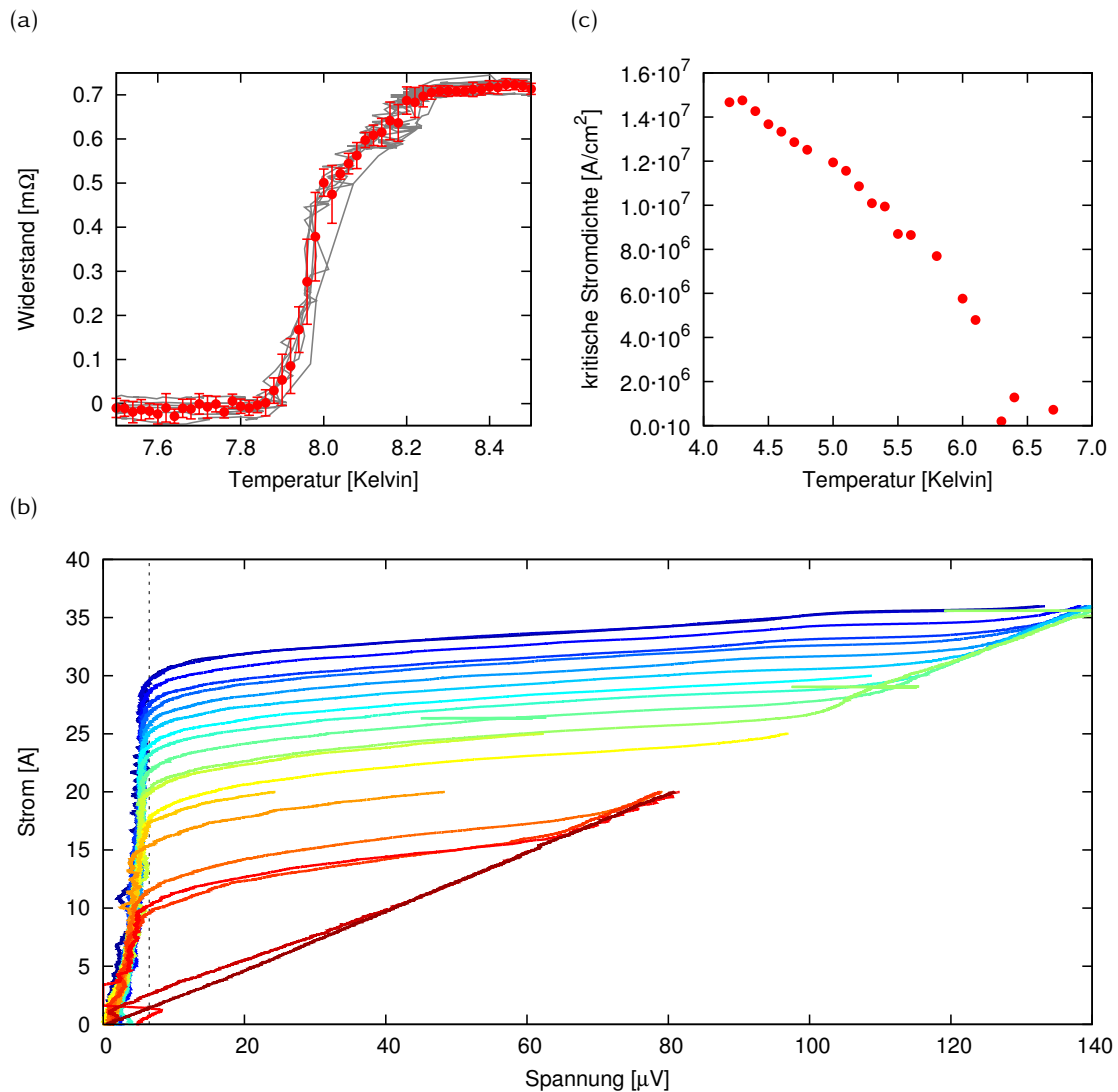 (a)
Widerstand [mΩ]
0.7
0.6
0.5
0.4
0.3
0.2
0.1
0
7.6 7.8 8.0 8.2 8.4
Temperatur [Kelvin]
(c)
kritische Stromdichte [A/cm²]
1.6·10⁷
1.4·10⁷
1.2·10⁷
1.0·10⁷
8.0·10⁶
6.0·10⁶
4.0·10⁶
2.0·10⁶
0.0·10
4.0 4.5 5.0 5.5 6.0 6.5 7.0
Temperatur [Kelvin]
(b)
Strom [A]
40
35
30
25
20
15
10
5
0
0 20 40 60 80 100 120 140
Spannung [µV]